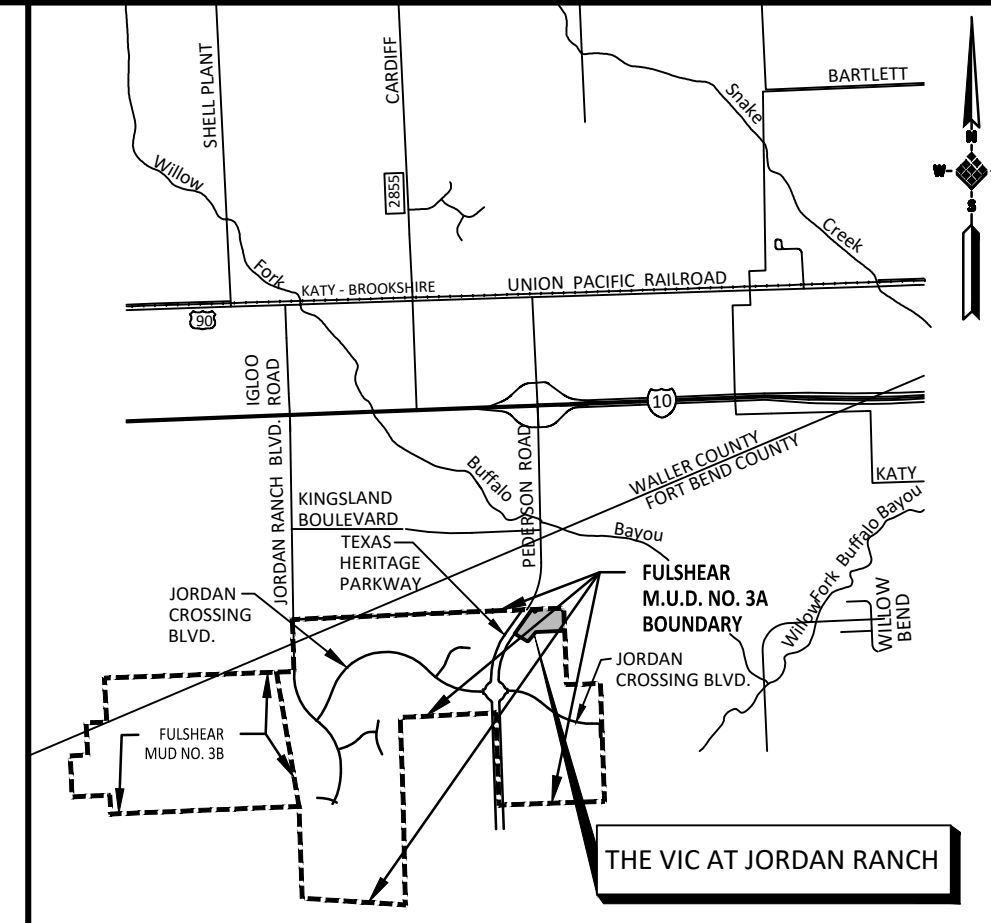 SHELL PLANT
CARDIFF
BARTLETT
Snake
Creek
Willow
Fork
2855
N
W
S
KATY - BROOKSHIRE
UNION PACIFIC RAILROAD
90
IGLOO
ROAD
10
JORDAN RANCH BLVD.
PEDERSON ROAD
Buffalo
Bayou
WALLER COUNTY
FORT BEND COUNTY
KATY
KINGSLAND
BOULEVARD
TEXAS
HERITAGE
PARKWAY
JORDAN
CROSSING
BLVD.
FULSHEAR
M.U.D. NO. 3A
BOUNDARY
Willow Fork Buffalo Bayou
WILLOW
BEND
JORDAN
CROSSING BLVD.
FULSHEAR
MUD NO. 3B
THE VIC AT JORDAN RANCH